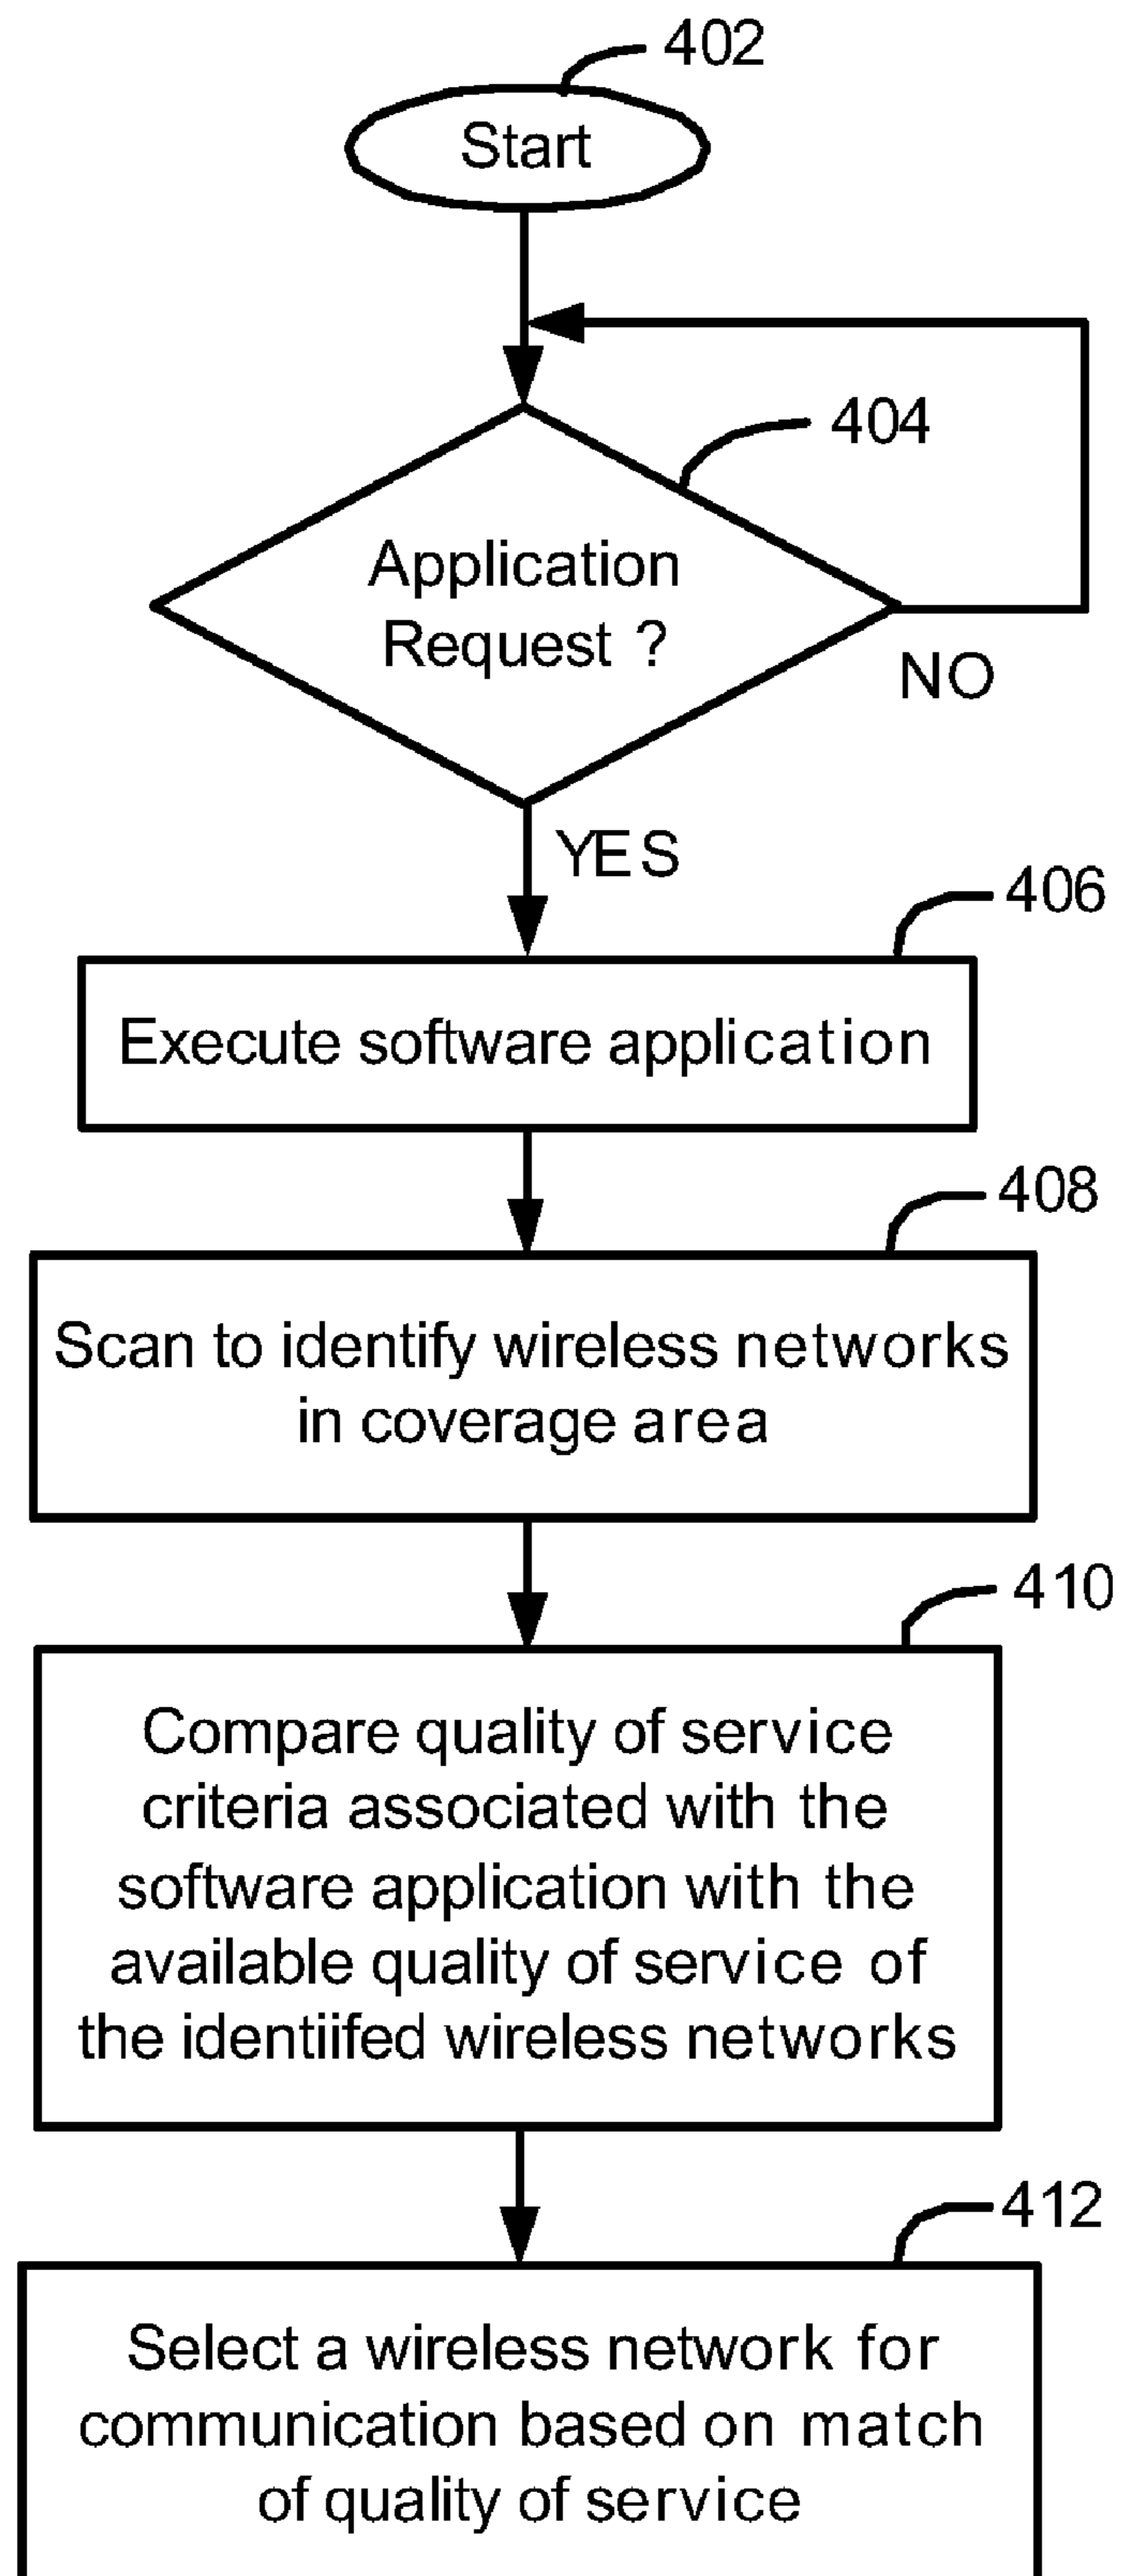 402
Start
404
Application
Request ?
NO
YES
406
Execute software application
408
Scan to identify wireless networks
in coverage area
410
Compare quality of service
criteria associated with the
software application with the
available quality of service of
the identiifed wireless networks
412
Select a wireless network for
communication based on match
of quality of service